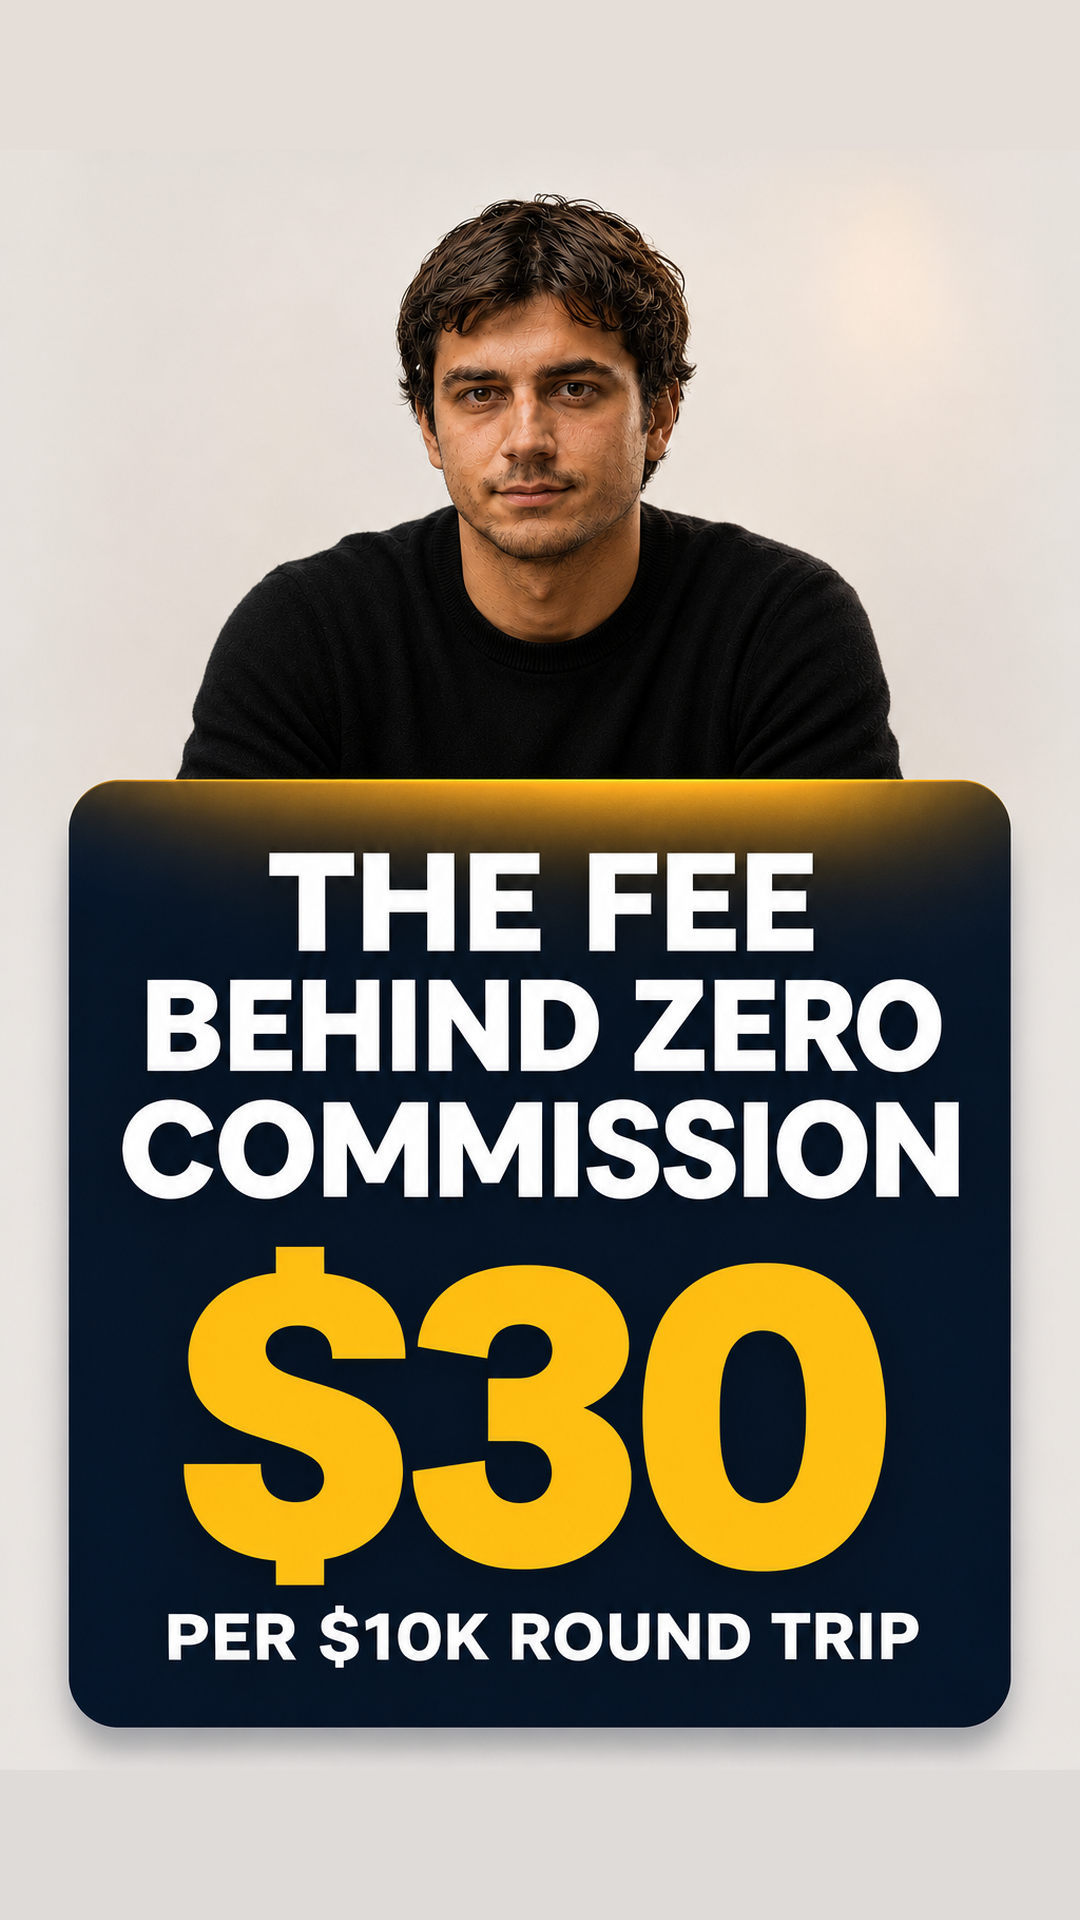 THE FEE
BEHIND ZERO
COMMISSION
$30
PER $10K ROUND TRIP